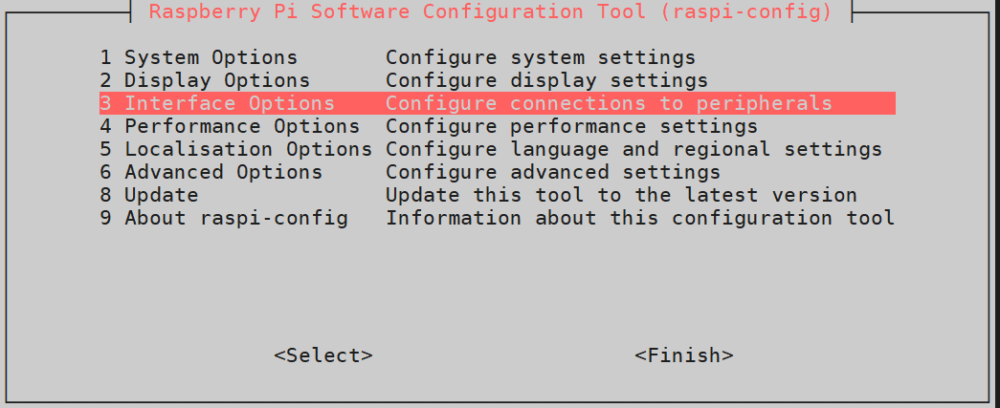 Raspberry Pi Software Configuration Tool (raspi-config)
1 System Options Configure system settings
2 Display Options Configure display settings
3 Interface Options Configure connections to peripherals
4 Performance Options Configure performance settings
5 Localisation Options Configure language and regional settings
6 Advanced Options Configure advanced settings
8 Update Update this tool to the latest version
9 About raspi-config Information about this configuration tool
<Select> <Finish>